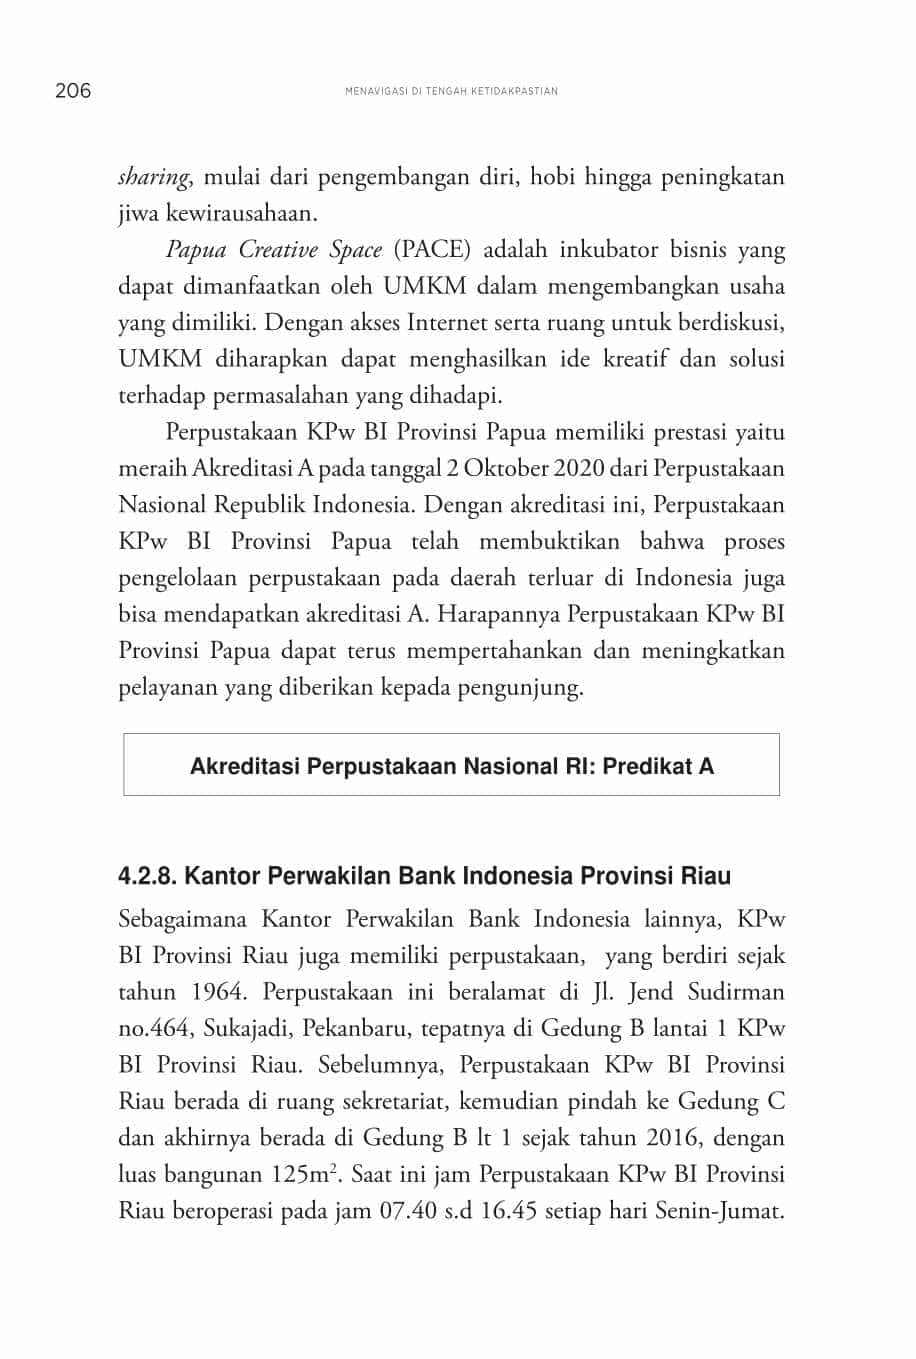 206
MENAVIGASI DI TENGAH KETIDAKPASTIAN
sharing, mulai dari pengembangan diri, hobi hingga peningkatan
jiwa kewirausahaan.
Papua Creative Space (PACE) adalah inkubator bisnis yang
dapat dimanfaatkan oleh UMKM dalam mengembangkan usaha
yang dimiliki. Dengan akses Internet serta ruang untuk berdiskusi,
UMKM diharapkan dapat menghasilkan ide kreatif dan solusi
terhadap permasalahan yang dihadapi.
Perpustakaan KPw BI Provinsi Papua memiliki prestasi yaitu
meraih Akreditasi A pada tanggal 2 Oktober 2020 dari Perpustakaan
Nasional Republik Indonesia. Dengan akreditasi ini, Perpustakaan
KPw BI Provinsi Papua telah membuktikan bahwa proses
pengelolaan perpustakaan pada daerah terluar di Indonesia juga
bisa mendapatkan akreditasi A. Harapannya Perpustakaan KPw BI
Provinsi Papua dapat terus mempertahankan dan meningkatkan
pelayanan yang diberikan kepada pengunjung.
Akreditasi Perpustakaan Nasional RI: Predikat A
4.2.8. Kantor Perwakilan Bank Indonesia Provinsi Riau
Sebagaimana Kantor Perwakilan Bank Indonesia lainnya, KPw
BI Provinsi Riau juga memiliki perpustakaan, yang berdiri sejak
tahun 1964. Perpustakaan ini beralamat di Jl. Jend Sudirman
no.464, Sukajadi, Pekanbaru, tepatnya di Gedung B lantai 1 KPw
BI Provinsi Riau. Sebelumnya, Perpustakaan KPw BI Provinsi
Riau berada di ruang sekretariat, kemudian pindah ke Gedung C
dan akhirnya berada di Gedung B lt 1 sejak tahun 2016, dengan
luas bangunan 125m². Saat ini jam Perpustakaan KPw BI Provinsi
Riau beroperasi pada jam 07.40 s.d 16.45 setiap hari Senin-Jumat.